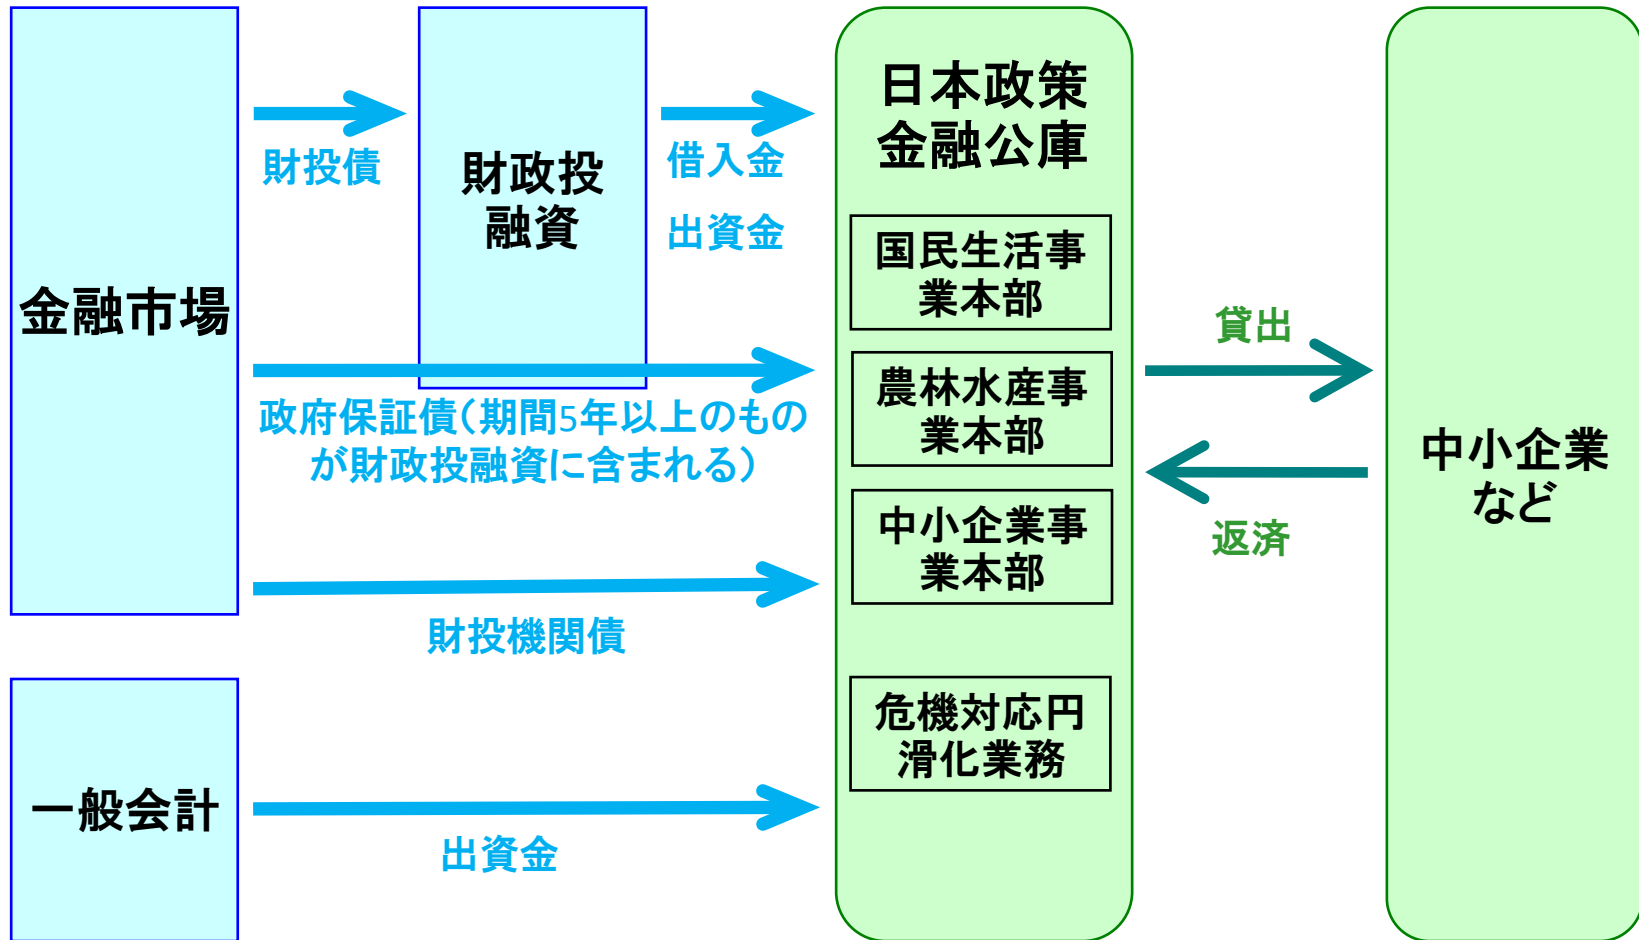 金融市場
財投債
財政投
融資
借入金
出資金
政府保証債（期間5年以上のもの
が財政投融資に含まれる）
財投機関債
一般会計
出資金
日本政策
金融公庫
国民生活事
業本部
農林水産事
業本部
中小企業事
業本部
危機対応円
滑化業務
貸出
返済
中小企業
など